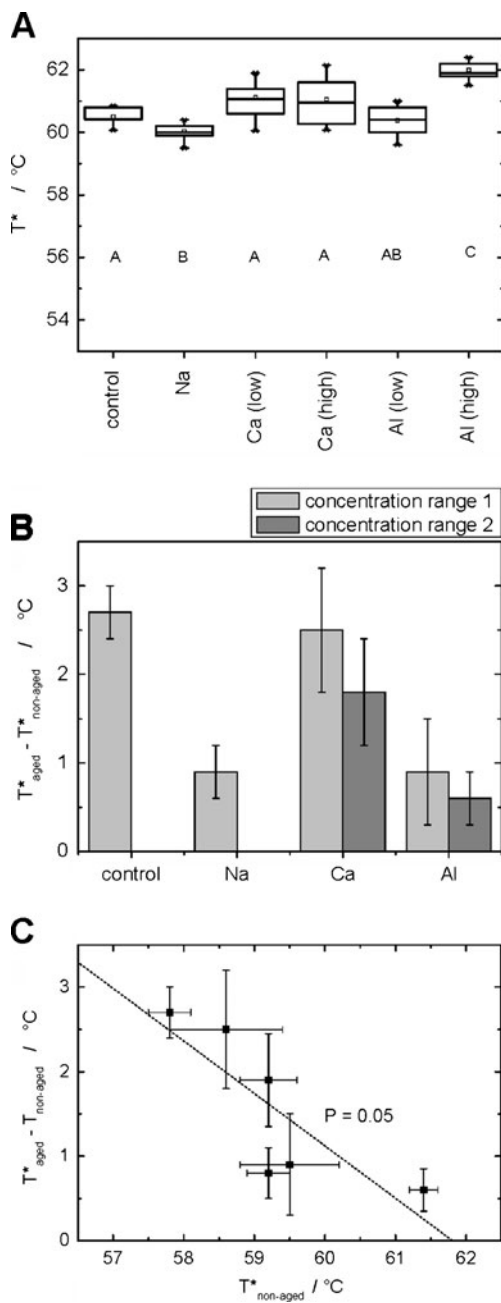 A
62
60
58
56
54
T* / °C
A
B
A
A
AB
C
control
Na
Ca (low)
Ca (high)
Al (low)
Al (high)
concentration range 1
concentration range 2
B
3
2
1
0
T*aged - T*non-aged / °C
control
Na
Ca
Al
C
3
2
1
0
T*aged - Tnon-aged / °C
P = 0.05
57
58
59
60
61
62
T*non-aged / °C